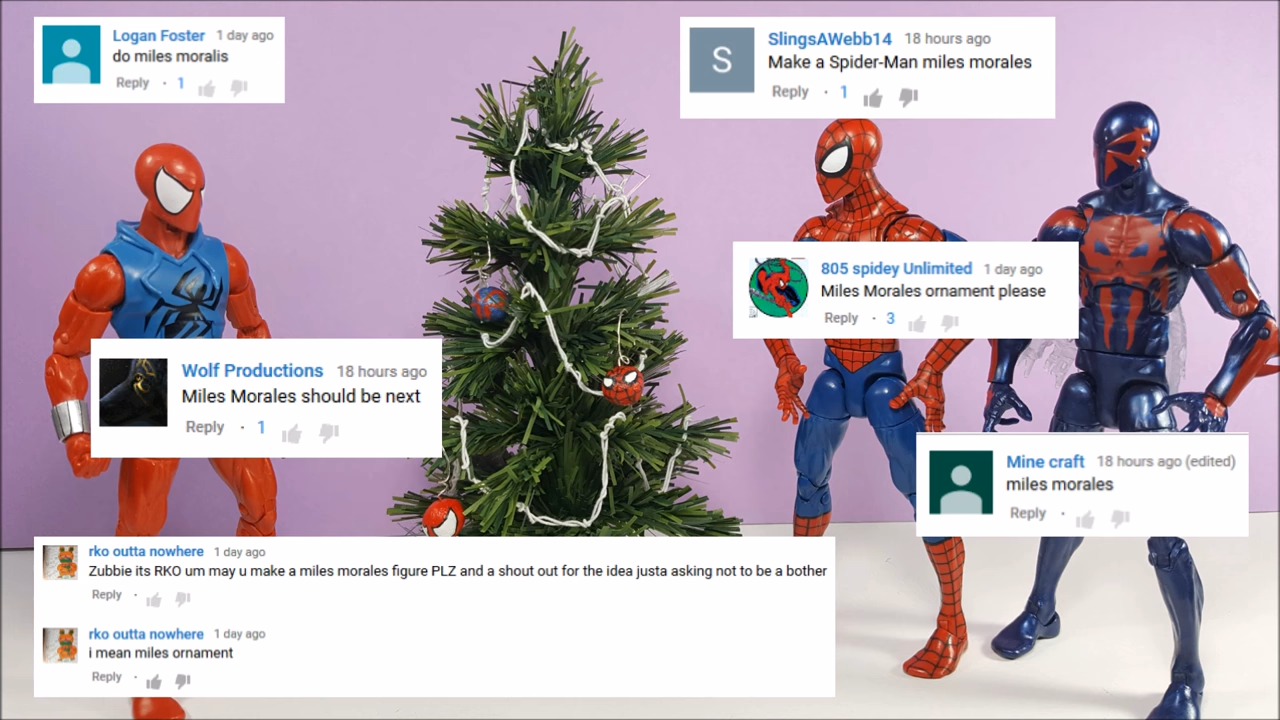 Logan Foster 1 day ago
do miles moralis
Reply · 1
S
SlingsAWebb14 18 hours ago
Make a Spider-Man miles morales
Reply · 1
805 spidey Unlimited 1 day ago
Miles Morales ornament please
Reply · 3
Wolf Productions 18 hours ago
Miles Morales should be next
Reply · 1
Mine craft 18 hours ago (edited)
miles morales
Reply ·
rko outta nowhere 1 day ago
Zubbie its RKO um may u make a miles morales figure PLZ and a shout out for the idea justa asking not to be a bother
Reply ·
rko outta nowhere 1 day ago
i mean miles ornament
Reply ·